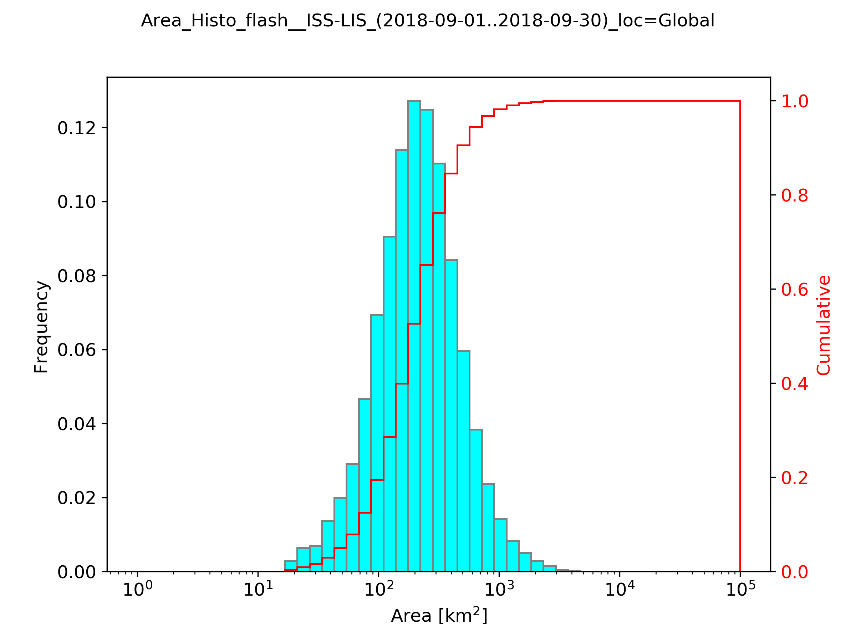 Area_Histo_flash__ISS-LIS_(2018-09-01..2018-09-30)_loc=Global
0.12
0.10
0.08
0.06
0.04
0.02
0.00
Frequency
1.0
0.8
0.6
0.4
0.2
0.0
Cumulative
10⁰ 10¹ 10² 10³ 10⁴ 10⁵
Area [km²]